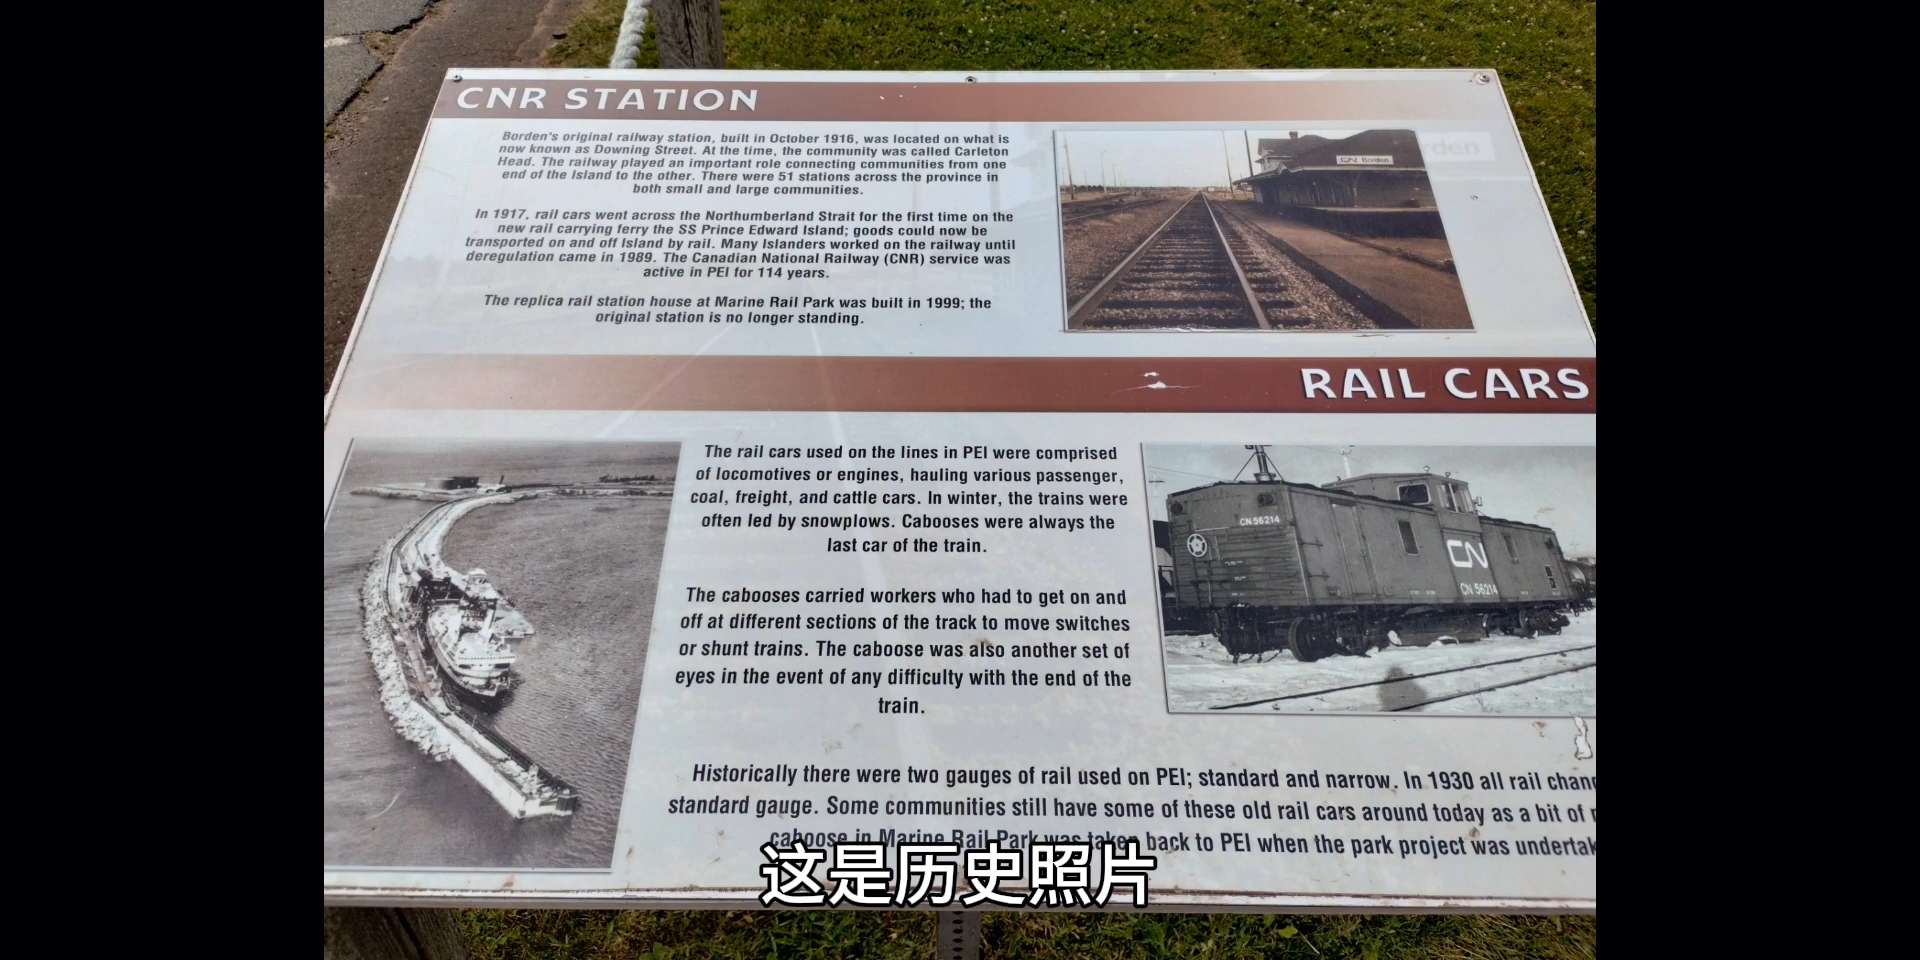 CNR STATION
Borden's original railway station, built in October 1916, was located on what is
now known as Downing Street. At the time, the community was called Carleton
Head. The railway played an important role connecting communities from one
end of the Island to the other. There were 51 stations across the province in
both small and large communities.
In 1917, rail cars went across the Northumberland Strait for the first time on the
new rail carrying ferry the SS Prince Edward Island; goods could now be
transported on and off Island by rail. Many Islanders worked on the railway until
deregulation came in 1989. The Canadian National Railway (CNR) service was
active in PEI for 114 years.
The replica rail station house at Marine Rail Park was built in 1999; the
original station is no longer standing.
CN Borden
rden
RAIL CARS
The rail cars used on the lines in PEI were comprised
of locomotives or engines, hauling various passenger,
coal, freight, and cattle cars. In winter, the trains were
often led by snowplows. Cabooses were always the
last car of the train.
The cabooses carried workers who had to get on and
off at different sections of the track to move switches
or shunt trains. The caboose was also another set of
eyes in the event of any difficulty with the end of the
train.
CN 56214
CN
CN 56214
Historically there were two gauges of rail used on PEI; standard and narrow. In 1930 all rail chang
standard gauge. Some communities still have some of these old rail cars around today as a bit of
caboose in Marine Rail Park was taken back to PEI when the park project was undertak
这是历史照片